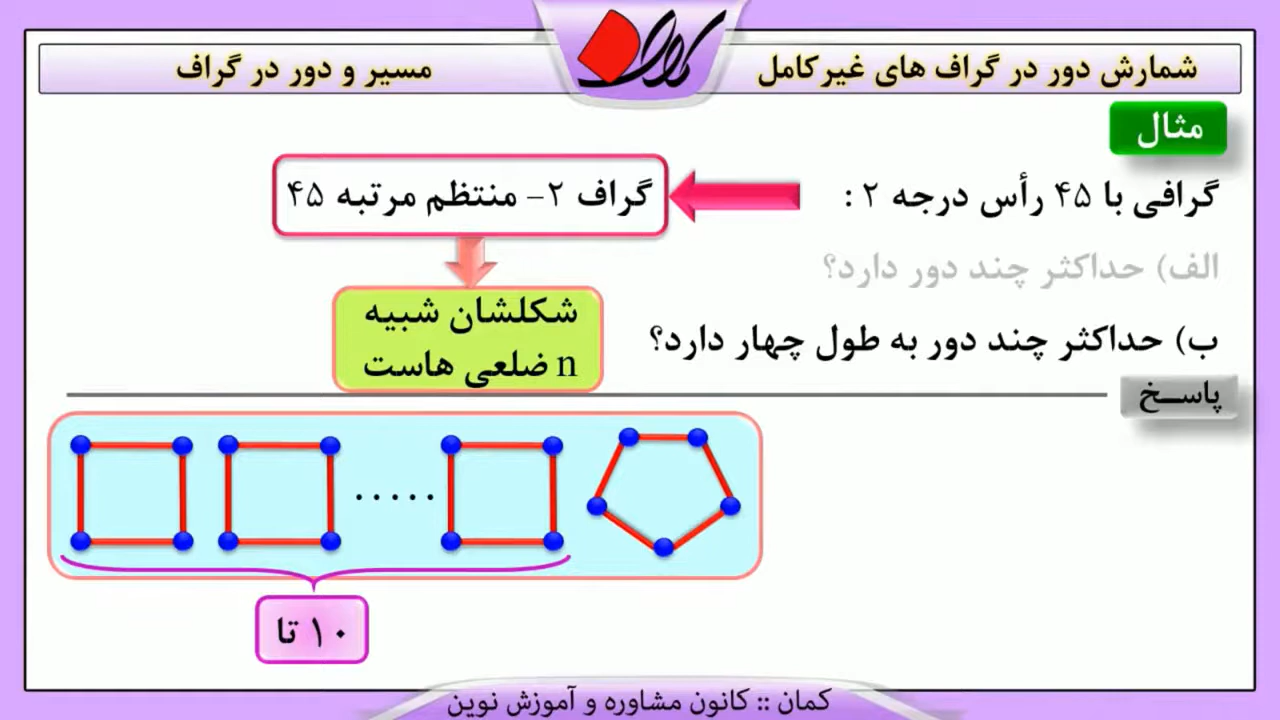 شمارش دور در گراف های غیرکامل
کمان
مسیر و دور در گراف
مثال
گرافی با ۴۵ رأس درجه ۲ :
گراف ۲- منتظم مرتبه ۴۵
الف) حداکثر چند دور دارد؟
شکلشان شبیه
n ضلعی هاست
ب) حداکثر چند دور به طول چهار دارد؟
پاســخ
.....
۱۰ تا
کمان :: کانون مشاوره و آموزش نوین